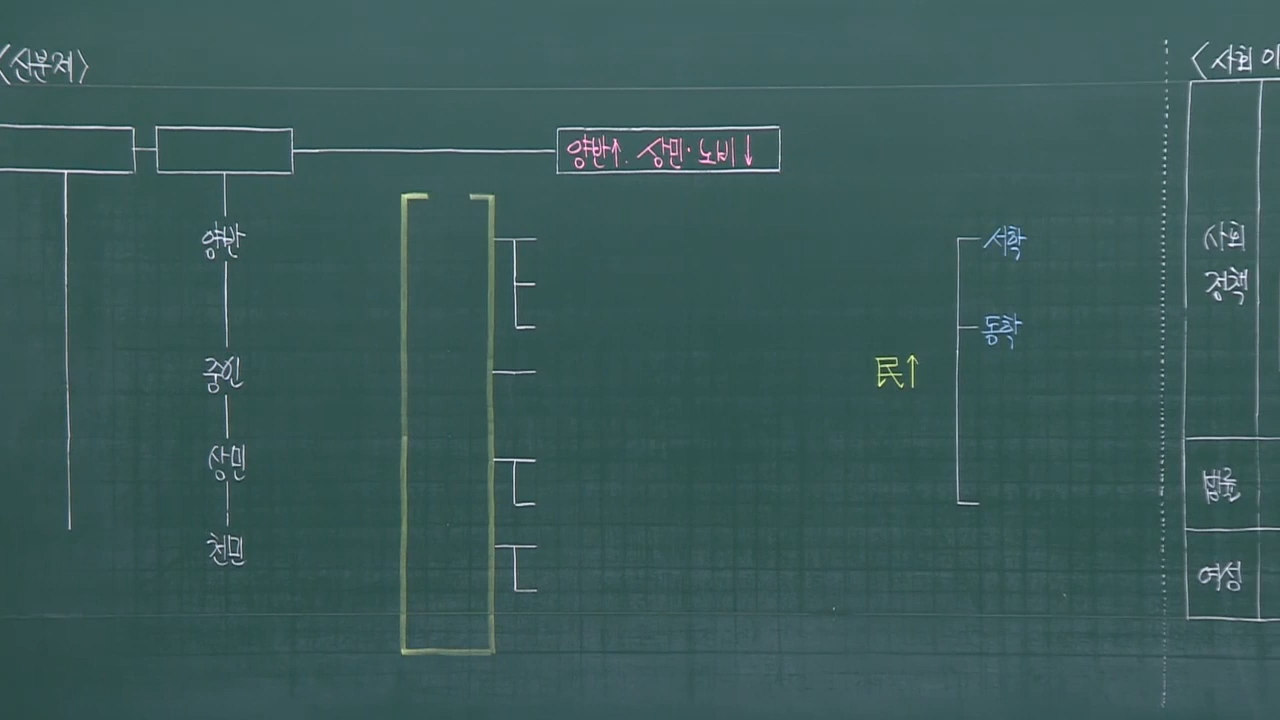 <신분제>
양반↑. 상민·노비↓
양반
중인
상민
천민
民↑
서학
동학
<사회 이
사회
정책
법률
여성